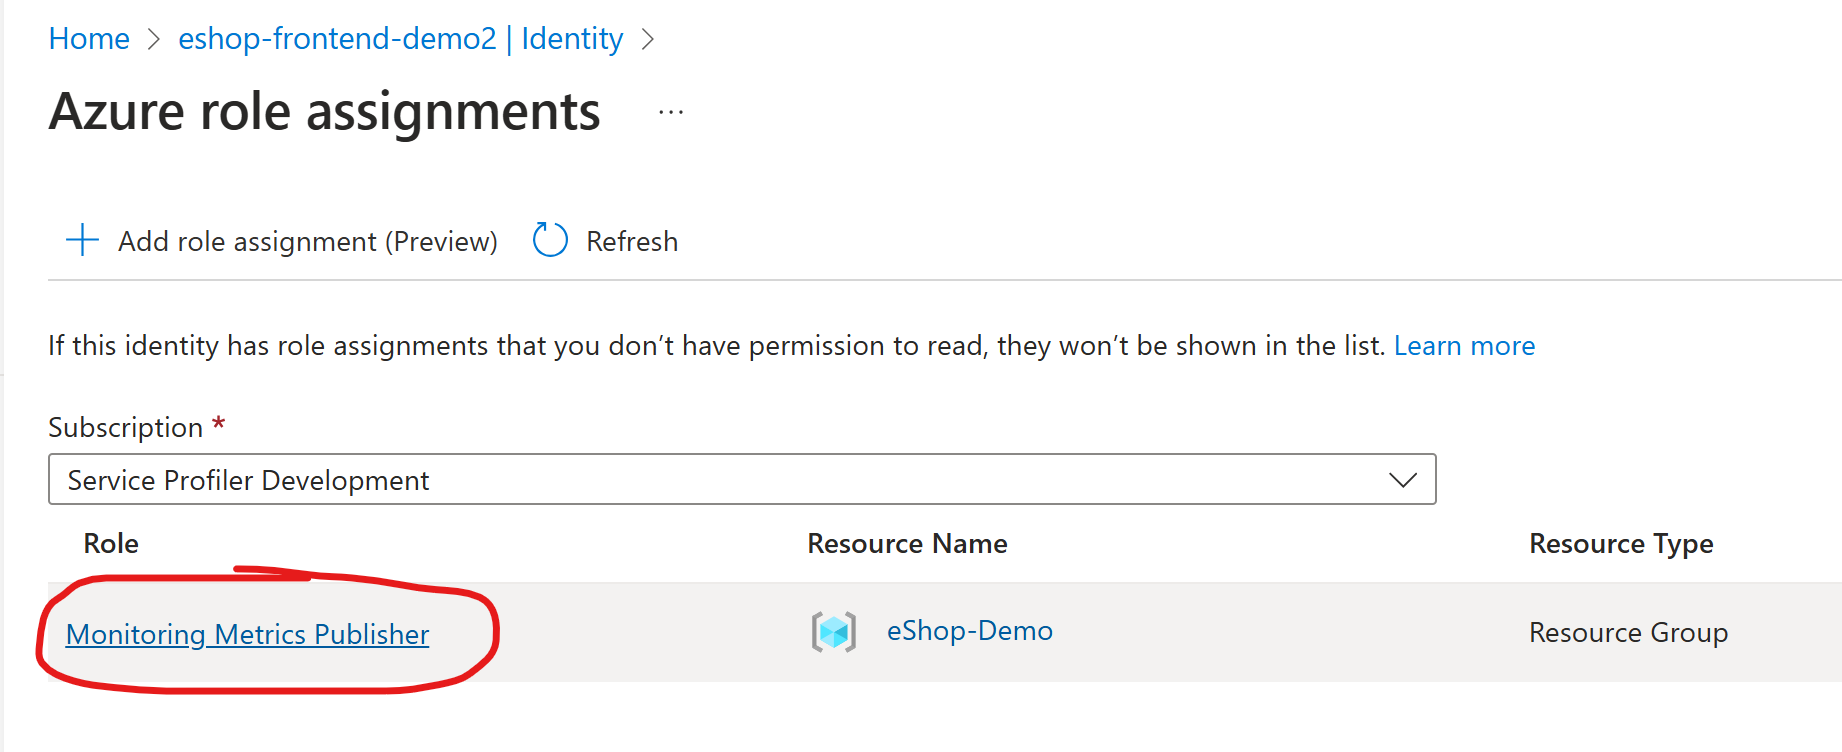 Home > eshop-frontend-demo2 | Identity >
Azure role assignments ...
+ Add role assignment (Preview) Refresh
If this identity has role assignments that you don’t have permission to read, they won’t be shown in the list. Learn more
Subscription *
Service Profiler Development
Role Resource Name Resource Type
Monitoring Metrics Publisher eShop-Demo Resource Group